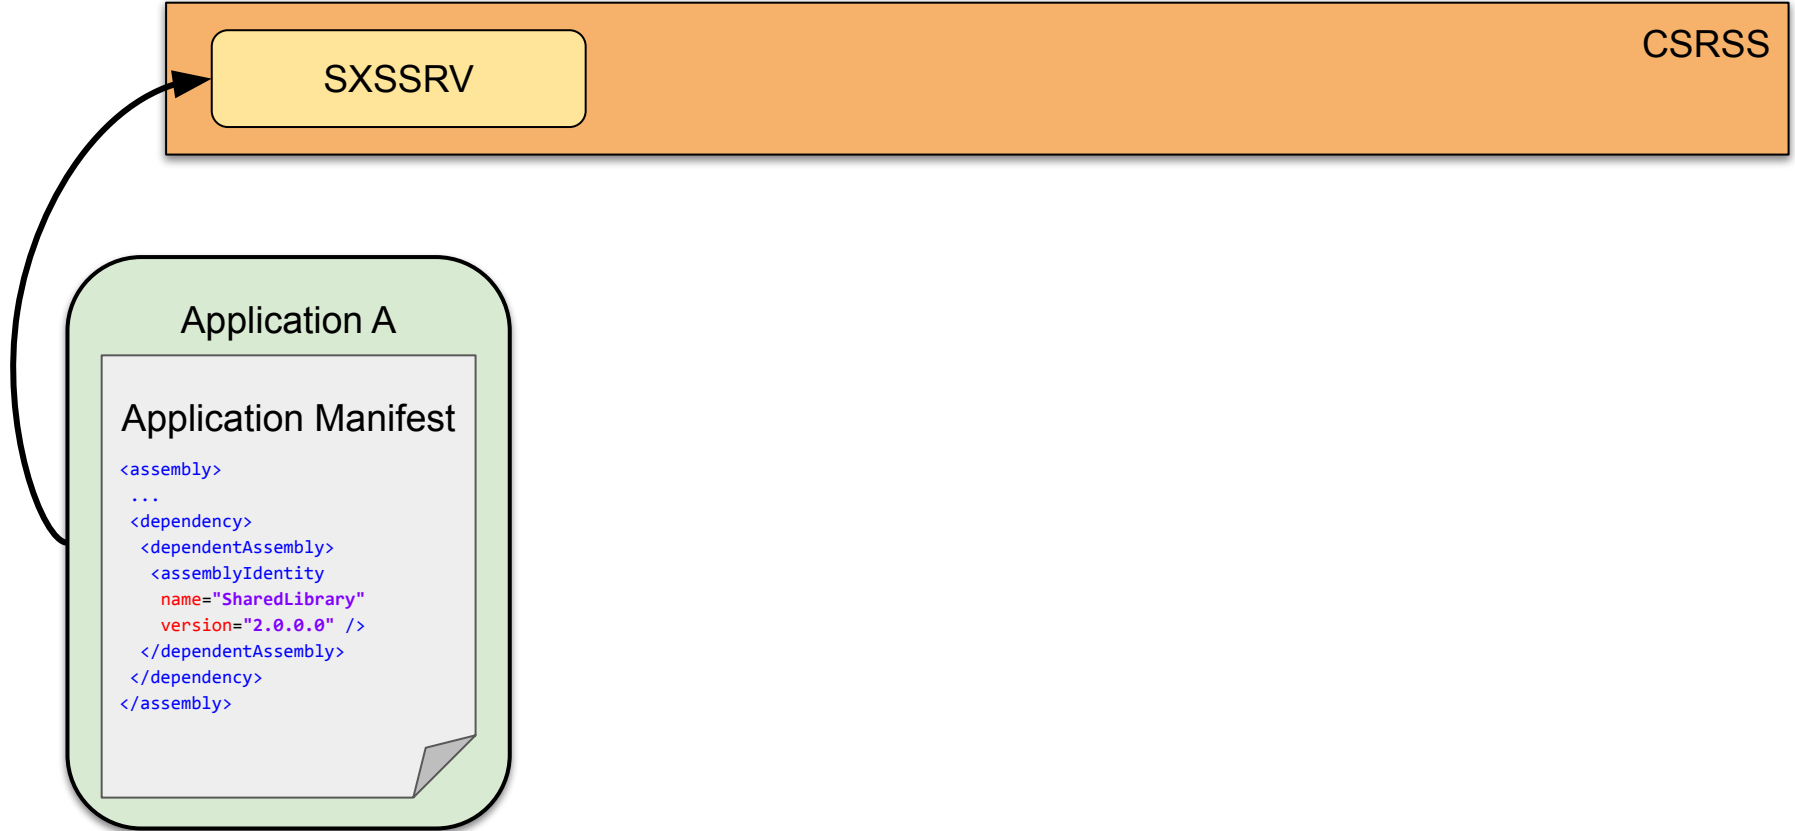 CSRSS
SXSSRV
Application A
Application Manifest
<assembly>
...
<dependency>
<dependentAssembly>
<assemblyIdentity
name="SharedLibrary"
version="2.0.0.0" />
</dependentAssembly>
</dependency>
</assembly>